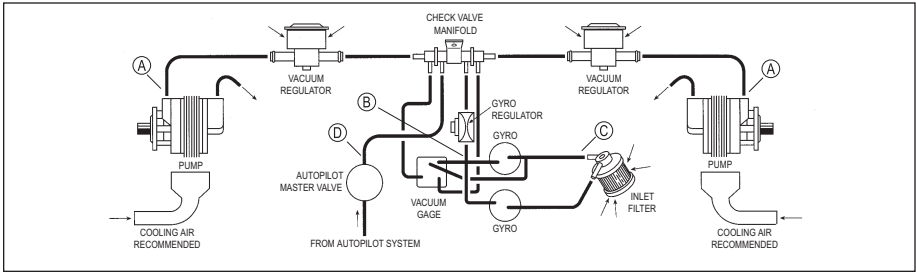 CHECK VALVE
MANIFOLD
A
VACUUM
REGULATOR
VACUUM
REGULATOR
A
B
GYRO
REGULATOR
D
GYRO
C
PUMP
AUTOPILOT
MASTER VALVE
VACUUM
GAGE
GYRO
INLET
FILTER
PUMP
COOLING AIR
RECOMMENDED
FROM AUTOPILOT SYSTEM
COOLING AIR
RECOMMENDED